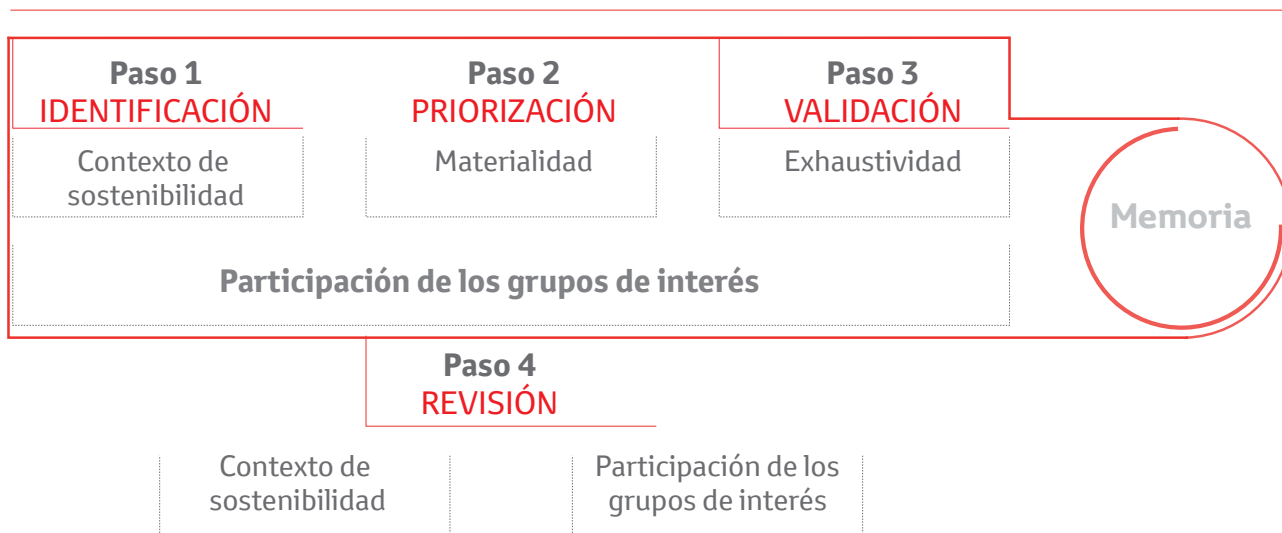 Paso 1
IDENTIFICACIÓN
Contexto de
sostenibilidad
Paso 2
PRIORIZACIÓN
Materialidad
Paso 3
VALIDACIÓN
Exhaustividad
Participación de los grupos de interés
Memoria
Paso 4
REVISIÓN
Contexto de
sostenibilidad
Participación de los
grupos de interés